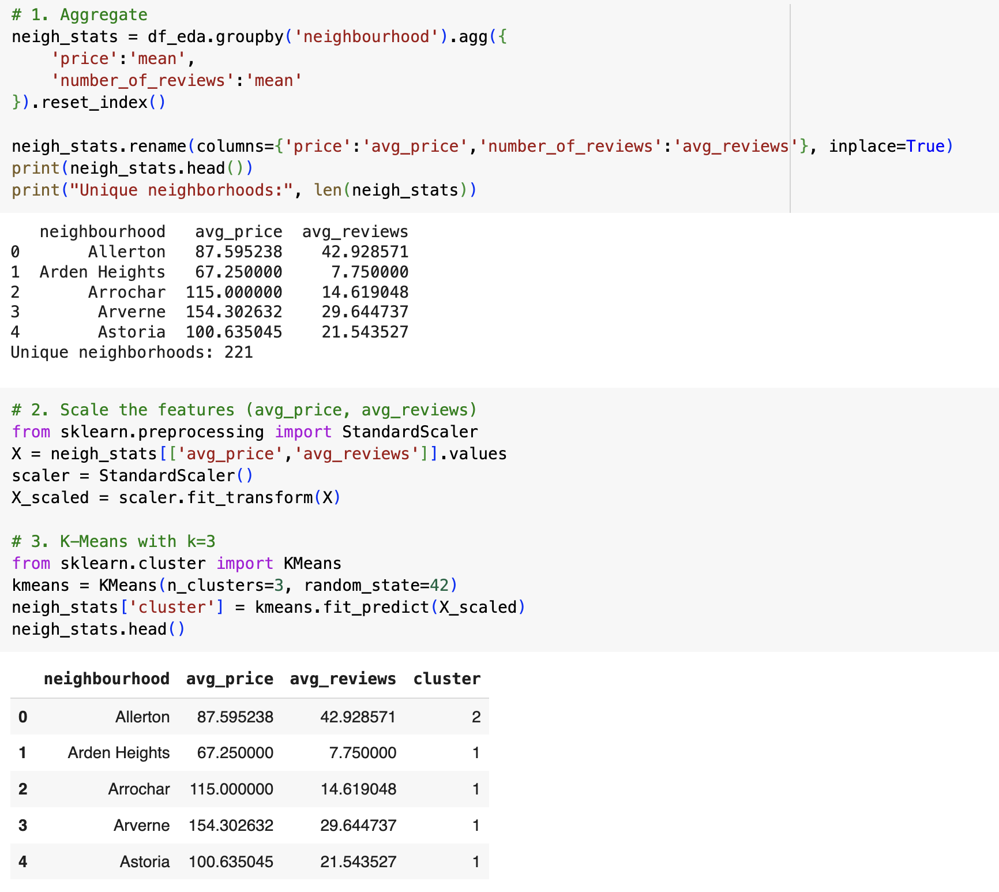 # 1. Aggregate
neigh_stats = df_eda.groupby('neighbourhood').agg({
    'price':'mean',
    'number_of_reviews':'mean'
}).reset_index()

neigh_stats.rename(columns={'price':'avg_price','number_of_reviews':'avg_reviews'}, inplace=True)
print(neigh_stats.head())
print("Unique neighborhoods:", len(neigh_stats))

   neighbourhood   avg_price  avg_reviews
0       Allerton   87.595238    42.928571
1  Arden Heights   67.250000     7.750000
2       Arrochar  115.000000    14.619048
3        Arverne  154.302632    29.644737
4        Astoria  100.635045    21.543527
Unique neighborhoods: 221

# 2. Scale the features (avg_price, avg_reviews)
from sklearn.preprocessing import StandardScaler
X = neigh_stats[['avg_price','avg_reviews']].values
scaler = StandardScaler()
X_scaled = scaler.fit_transform(X)

# 3. K-Means with k=3
from sklearn.cluster import KMeans
kmeans = KMeans(n_clusters=3, random_state=42)
neigh_stats['cluster'] = kmeans.fit_predict(X_scaled)
neigh_stats.head()

neighbourhood avg_price avg_reviews cluster
0 Allerton 87.595238 42.928571 2
1 Arden Heights 67.250000 7.750000 1
2 Arrochar 115.000000 14.619048 1
3 Arverne 154.302632 29.644737 1
4 Astoria 100.635045 21.543527 1